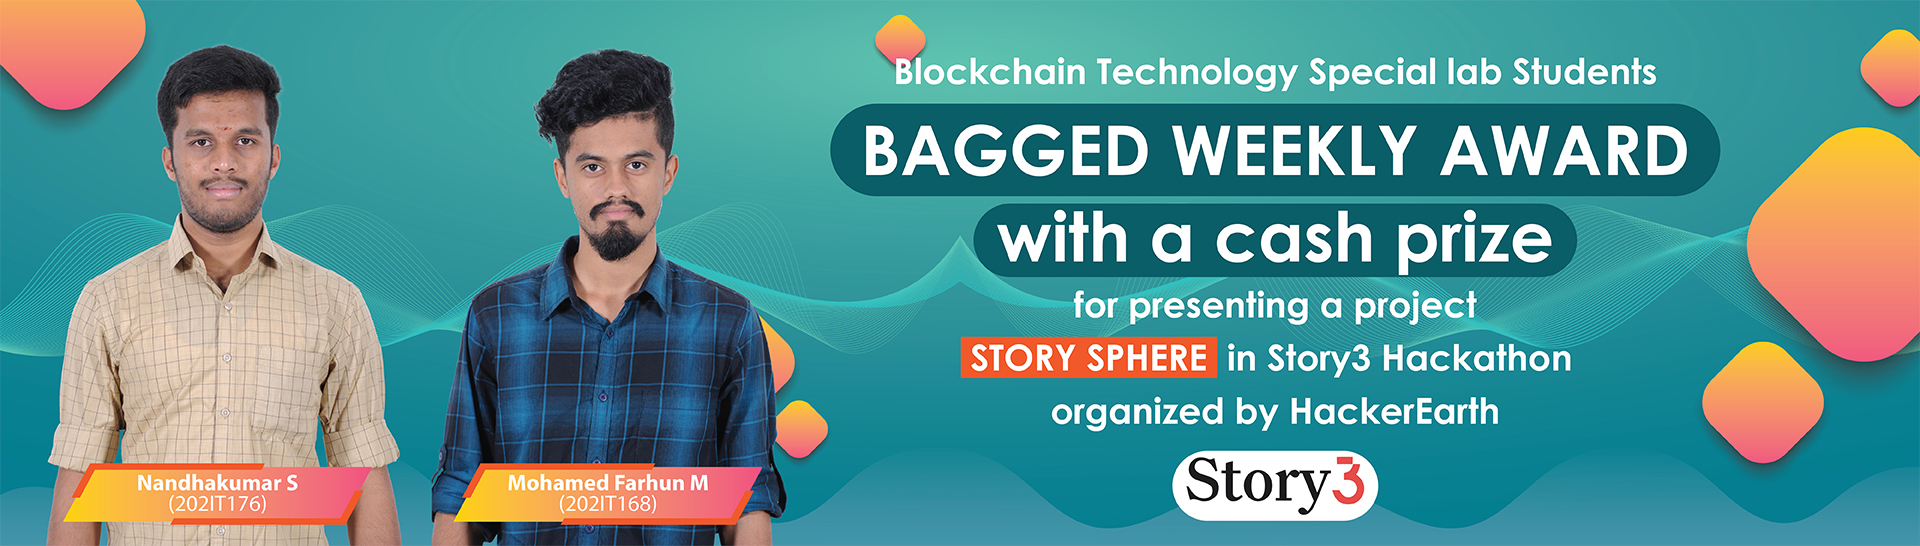 Blockchain Technology Special lab Students
BAGGED WEEKLY AWARD
with a cash prize
for presenting a project
STORY SPHERE in Story3 Hackathon
organized by HackerEarth
Story3
Nandhakumar S
(202IT176)
Mohamed Farhun M
(202IT168)